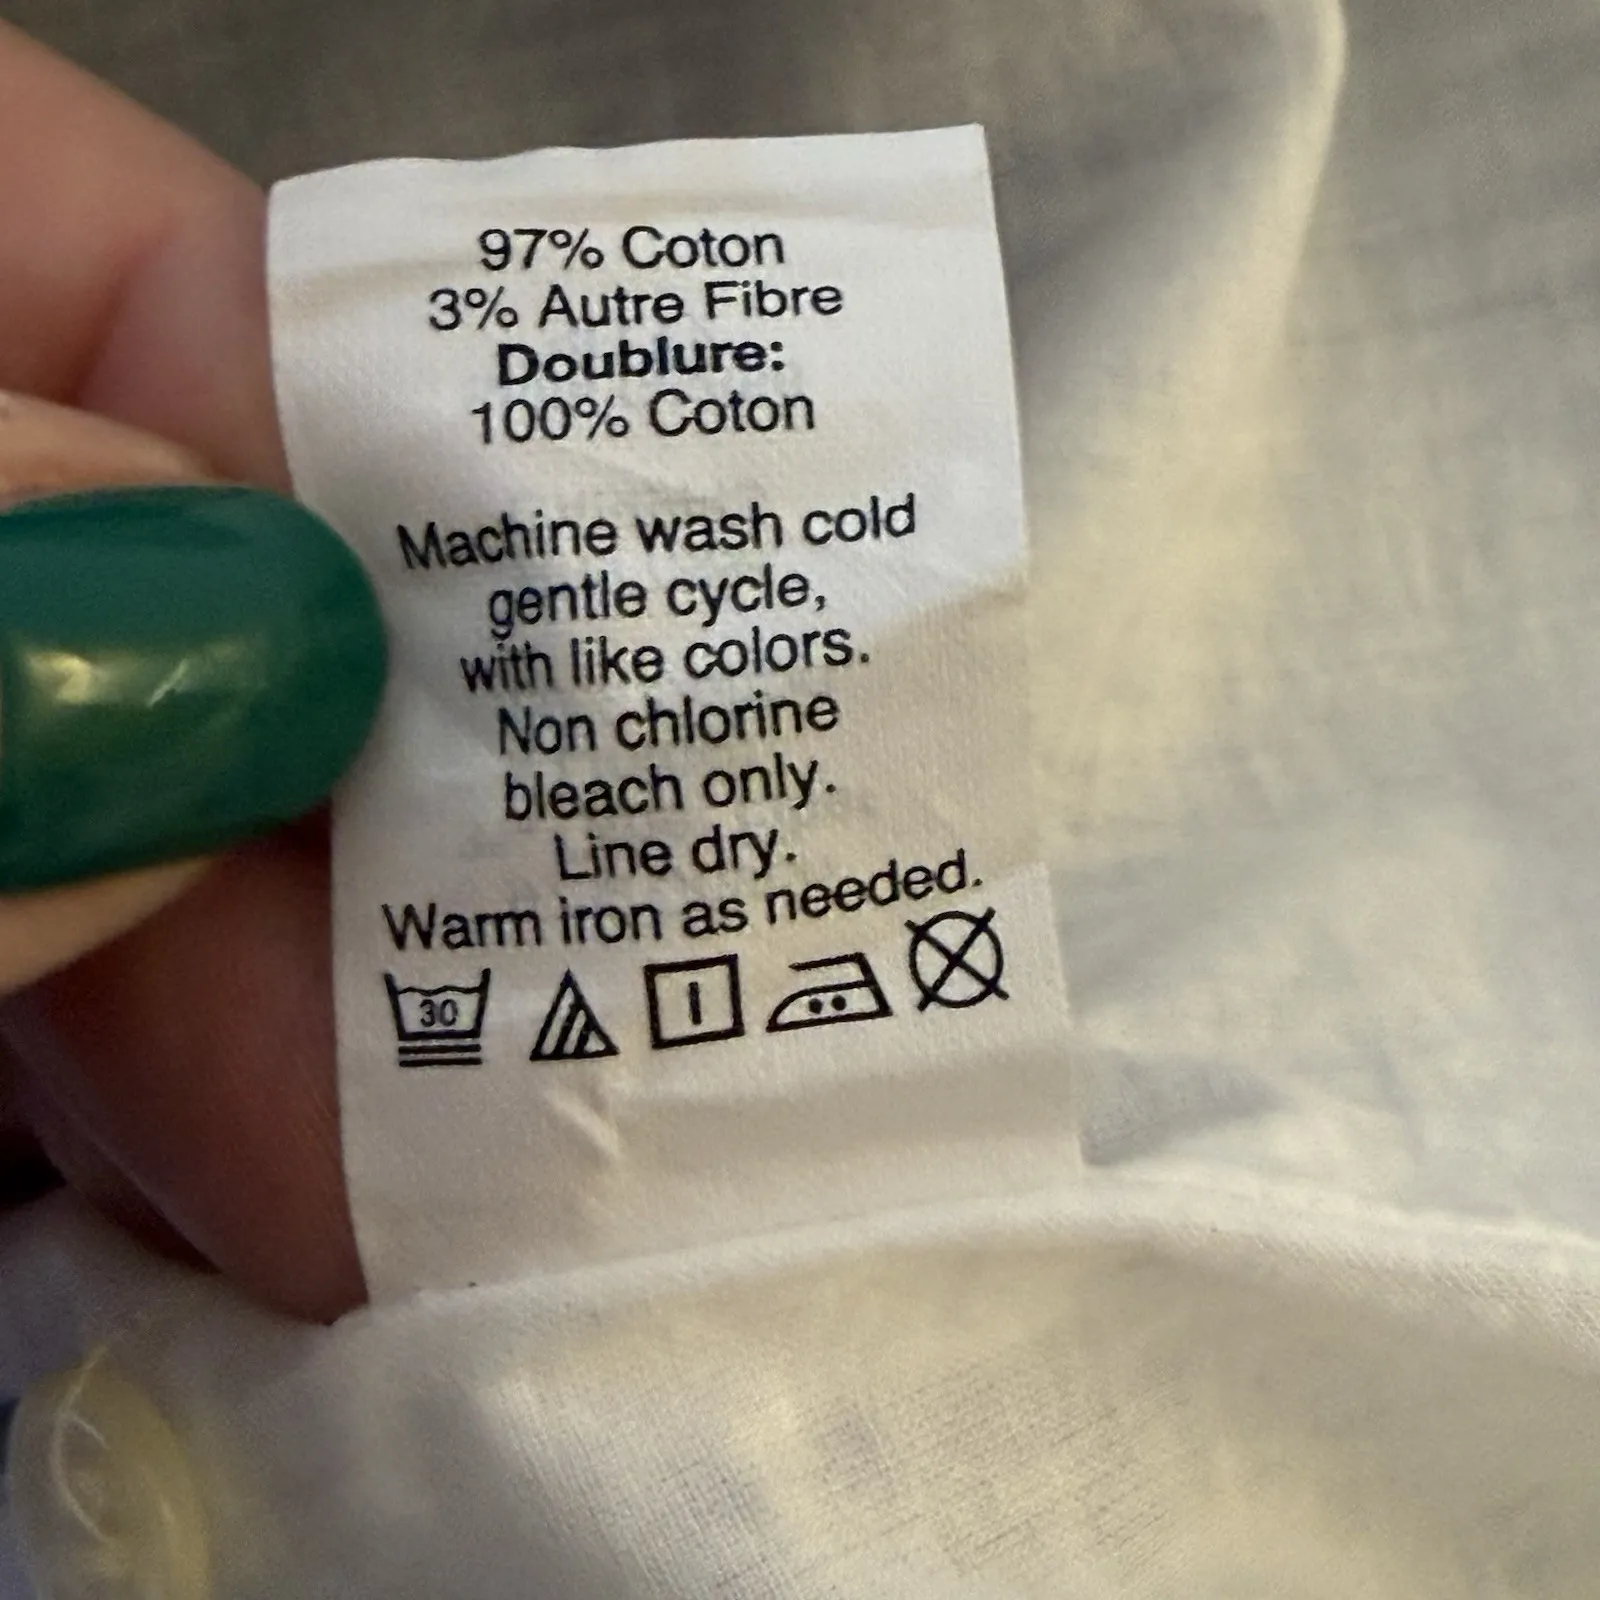 97% Coton
3% Autre Fibre
Doublure:
100% Coton
Machine wash cold
gentle cycle,
with like colors.
Non chlorine
bleach only.
Line dry.
Warm iron as needed.
30